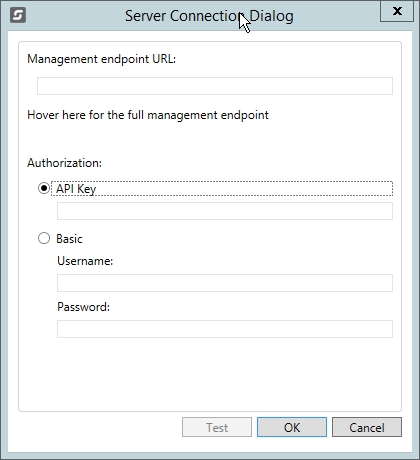 Server Connection Dialog
Management endpoint URL:
Hover here for the full management endpoint
Authorization:
API Key
Basic
Username:
Password:
Test OK Cancel